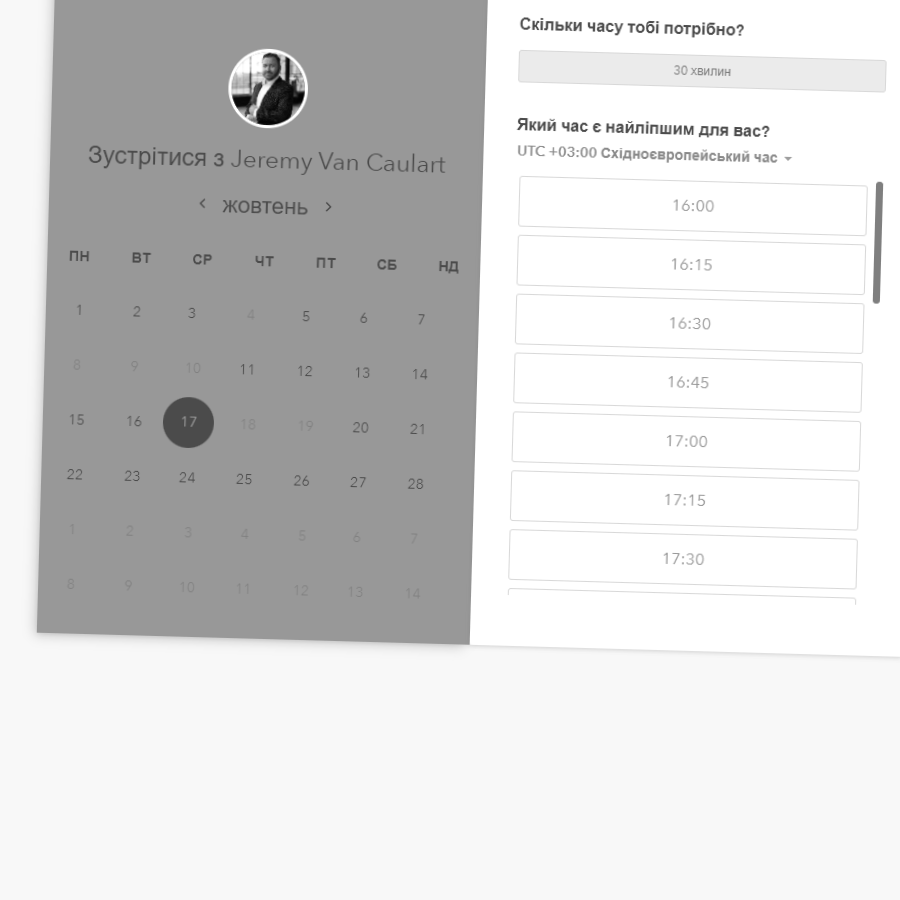 Зустрітися з Jeremy Van Caulart
жовтень
ПН ВТ СР ЧТ ПТ СБ НД
1 2 3 4 5 6 7
8 9 10 11 12 13 14
15 16 17 18 19 20 21
22 23 24 25 26 27 28
1 2 3 4 5 6 7
8 9 10 11 12 13 14
Скільки часу тобі потрібно?
30 хвилин
Який час є найліпшим для вас?
UTC +03:00 Східноєвропейський час
16:00
16:15
16:30
16:45
17:00
17:15
17:30